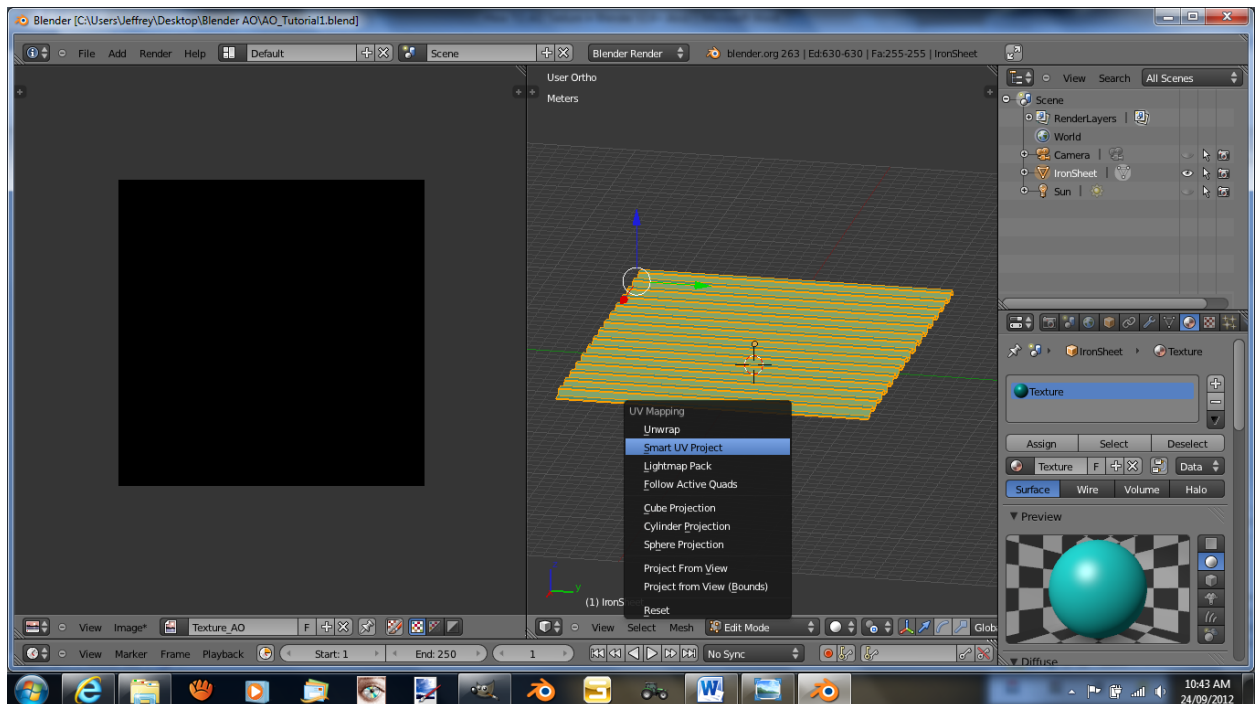 Blender [C:\Users\Jeffrey\Desktop\Blender AO\AO_Tutorial1.blend]
File Add Render Help Default Scene Blender Render blender.org 263 | Ed:630-630 | Fa:255-255 | IronSheet
User Ortho
Meters
View Search All Scenes
Scene
RenderLayers
World
Camera
IronSheet
Sun
IronSheet Texture
Texture
Assign Select Deselect
Texture F Data
Surface Wire Volume Halo
Preview
Diffuse
UV Mapping
Unwrap
Smart UV Project
Lightmap Pack
Follow Active Quads
Cube Projection
Cylinder Projection
Sphere Projection
Project From View
Project from View (Bounds)
Reset
z
y
(1) IronS
View Image* Texture_AO F
View Select Mesh Edit Mode Glob
View Marker Frame Playback Start: 1 End: 250 1 No Sync
W
10:43 AM
24/09/2012